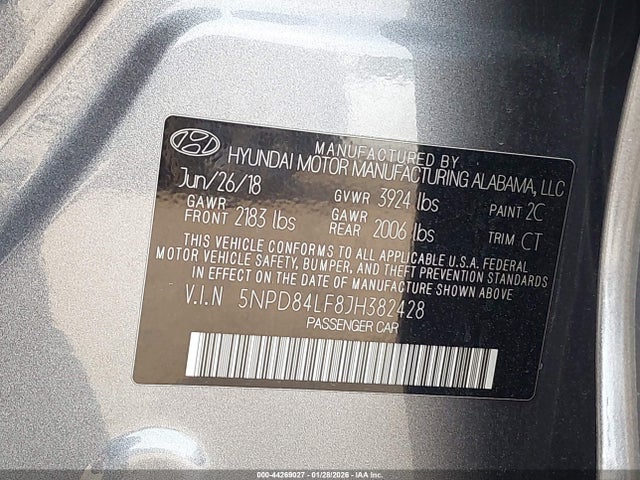 MANUFACTURED BY
HYUNDAI MOTOR MANUFACTURING ALABAMA, LLC
Jun/26/18 GVWR 3924 lbs PAINT 2C
GAWR FRONT 2183 lbs GAWR REAR 2006 lbs TRIM CT
THIS VEHICLE CONFORMS TO ALL APPLICABLE U.S.A. FEDERAL
MOTOR VEHICLE SAFETY, BUMPER, AND THEFT PREVENTION STANDARDS
IN EFFECT ON THE DATE OF MANUFACTURE SHOWN ABOVE
V.I.N 5NPD84LF8JH382428
PASSENGER CAR
000-44269027 - 01/28/2026 - IAA Inc.